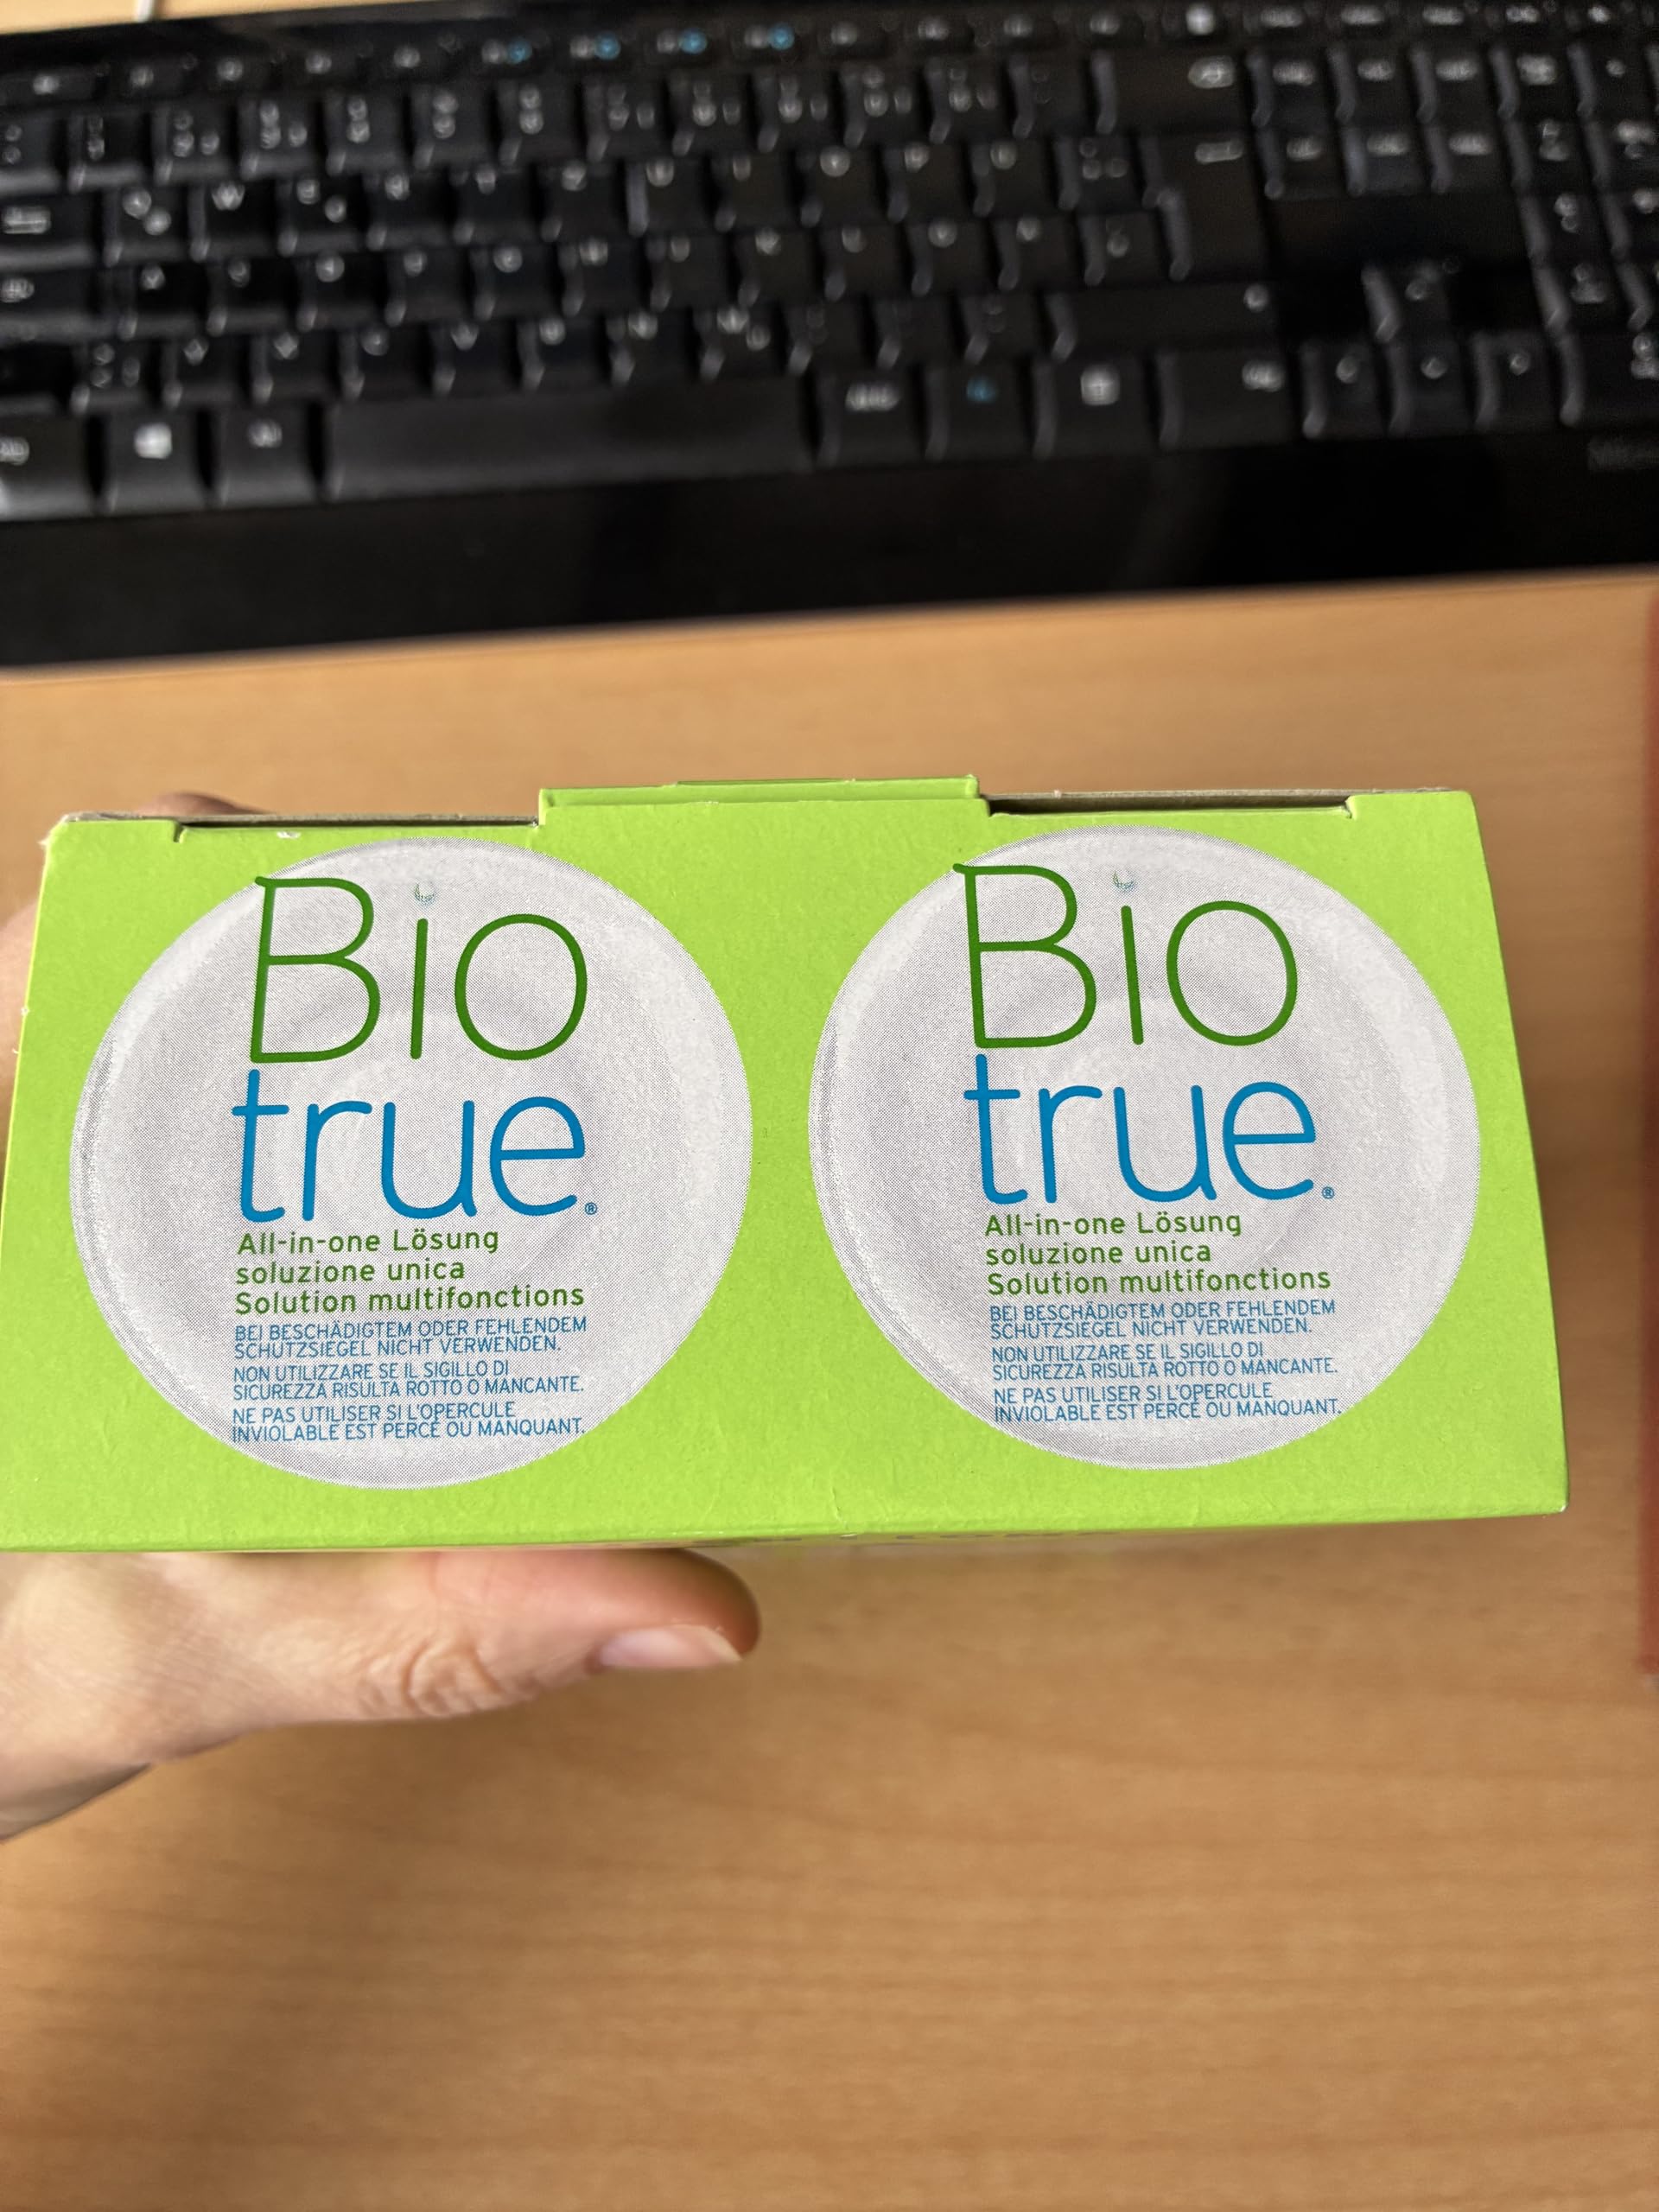 Bio
true®
All-in-one Lösung
soluzione unica
Solution multifonctions
BEI BESCHÄDIGTEM ODER FEHLENDEM
SCHUTZSIEGEL NICHT VERWENDEN.
NON UTILIZZARE SE IL SIGILLO DI
SICUREZZA RISULTA ROTTO O MANCANTE.
NE PAS UTILISER SI L'OPERCULE
INVIOLABLE EST PERCÉ OU MANQUANT.
Bio
true®
All-in-one Lösung
soluzione unica
Solution multifonctions
BEI BESCHÄDIGTEM ODER FEHLENDEM
SCHUTZSIEGEL NICHT VERWENDEN.
NON UTILIZZARE SE IL SIGILLO DI
SICUREZZA RISULTA ROTTO O MANCANTE.
NE PAS UTILISER SI L'OPERCULE
INVIOLABLE EST PERCÉ OU MANQUANT.